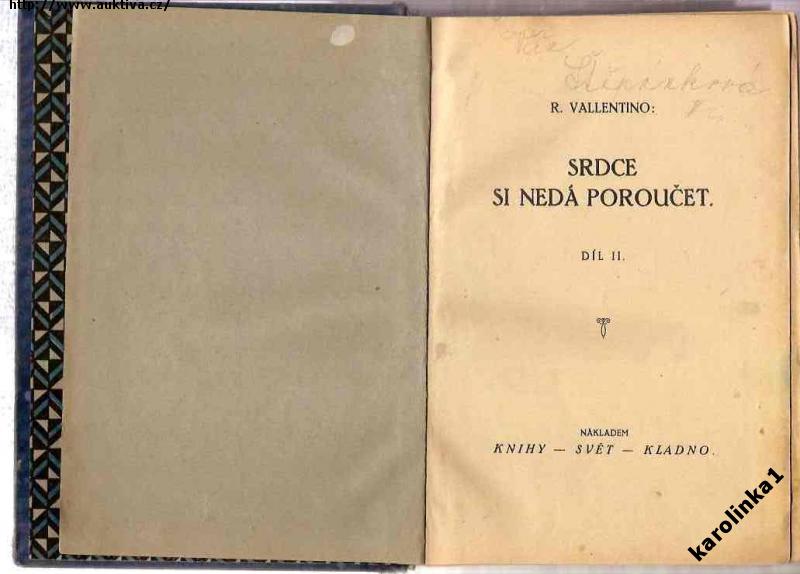 http://www.auktiva.cz/
R. VALLENTINO:
SRDCE
SI NEDÁ POROUČET.
DÍL II.
NÁKLADEM
KNIHY — SVĚT — KLADNO.
karolinka1